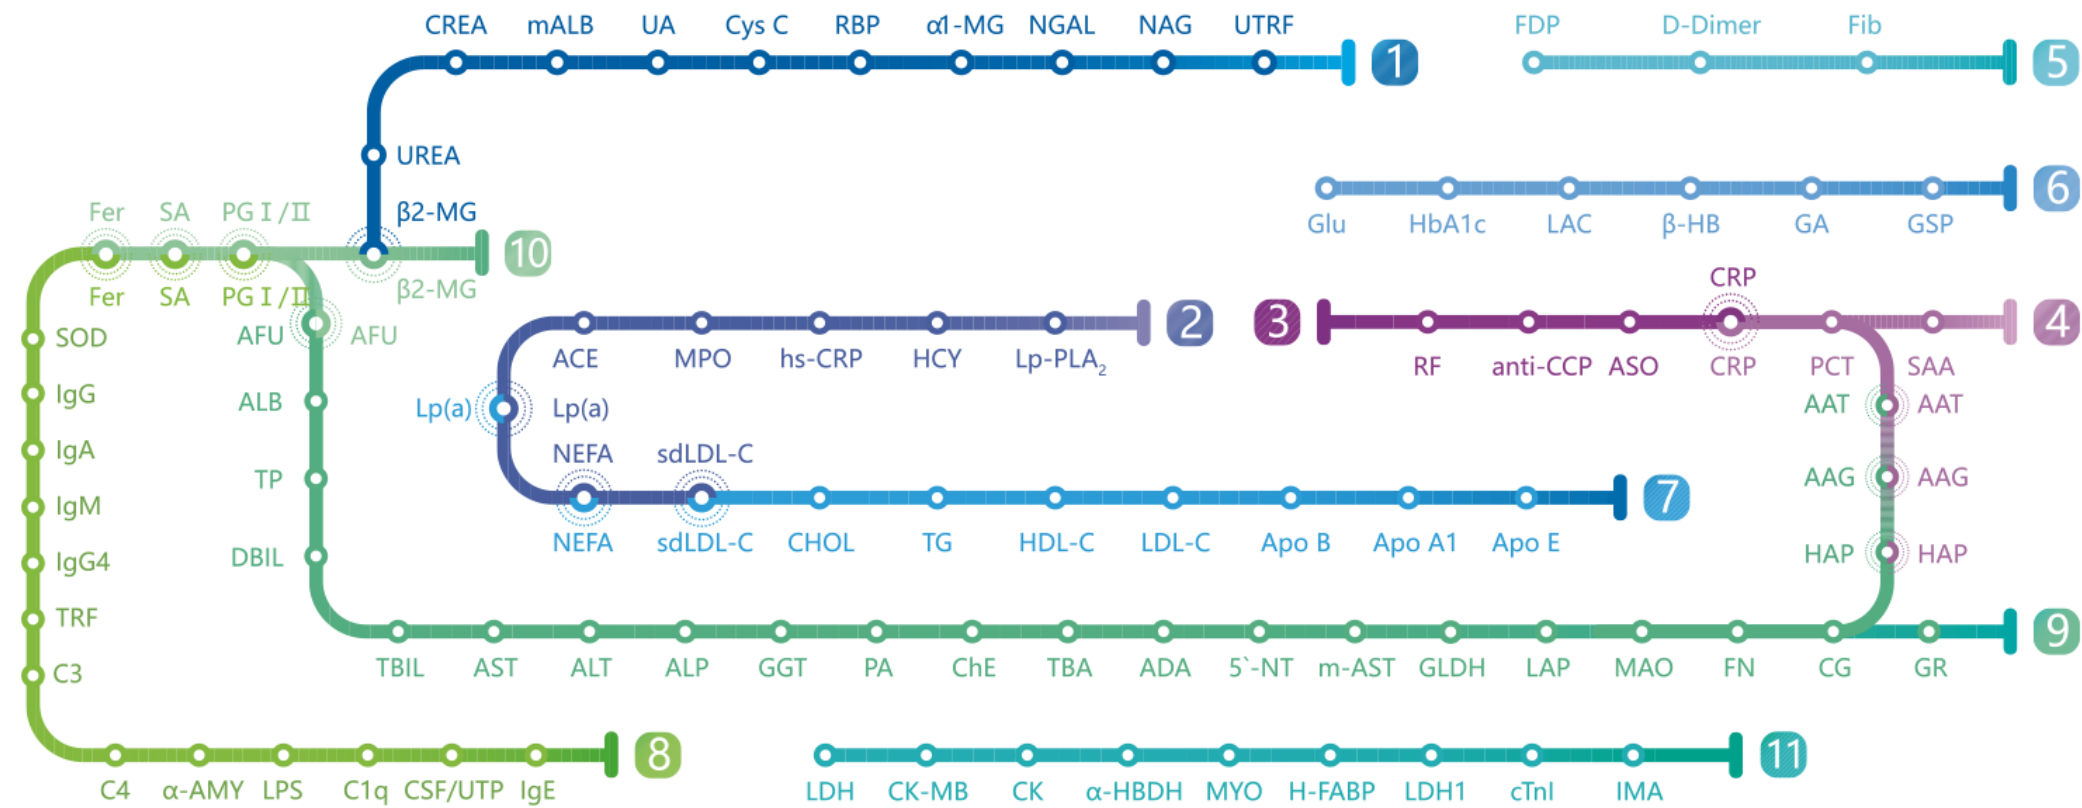 CREA mALB UA Cys C RBP α1-MG NGAL NAG UTRF
1
FDP D-Dimer Fib
5
UREA
β2-MG
Glu HbA1c LAC β-HB GA GSP
6
Fer SA PG I/II
10
β2-MG
Fer SA PG I/II
AFU AFU
ALB
TP
DBIL
SOD
IgG
IgA
IgM
IgG4
TRF
C3
2
ACE MPO hs-CRP HCY Lp-PLA₂
Lp(a) Lp(a)
NEFA sdLDL-C
NEFA sdLDL-C CHOL TG HDL-C LDL-C Apo B Apo A1 Apo E
7
CRP
3
4
RF anti-CCP ASO CRP PCT SAA
AAT AAT
AAG AAG
HAP HAP
9
TBIL AST ALT ALP GGT PA ChE TBA ADA 5`-NT m-AST GLDH LAP MAO FN CG GR
8
C4 α-AMY LPS C1q CSF/UTP IgE
11
LDH CK-MB CK α-HBDH MYO H-FABP LDH1 cTnI IMA